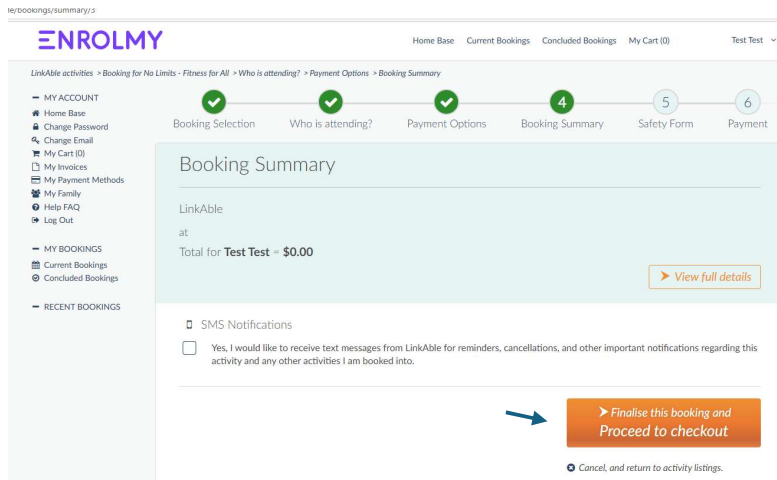 le/bookings/summary/3
ENROLMY
Home Base Current Bookings Concluded Bookings My Cart (0) Test Test
LinkAble activities > Booking for No Limits - Fitness for All > Who is attending? > Payment Options > Booking Summary
MY ACCOUNT
Home Base
Change Password
Change Email
My Cart (0)
My Invoices
My Payment Methods
My Family
Help FAQ
Log Out
MY BOOKINGS
Current Bookings
Concluded Bookings
RECENT BOOKINGS
4 5 6
Booking Selection Who is attending? Payment Options Booking Summary Safety Form Payment
Booking Summary
LinkAble
at
Total for Test Test = $0.00
View full details
SMS Notifications
Yes, I would like to receive text messages from LinkAble for reminders, cancellations, and other important notifications regarding this
activity and any other activities I am booked into.
Finalise this booking and
Proceed to checkout
Cancel, and return to activity listings.